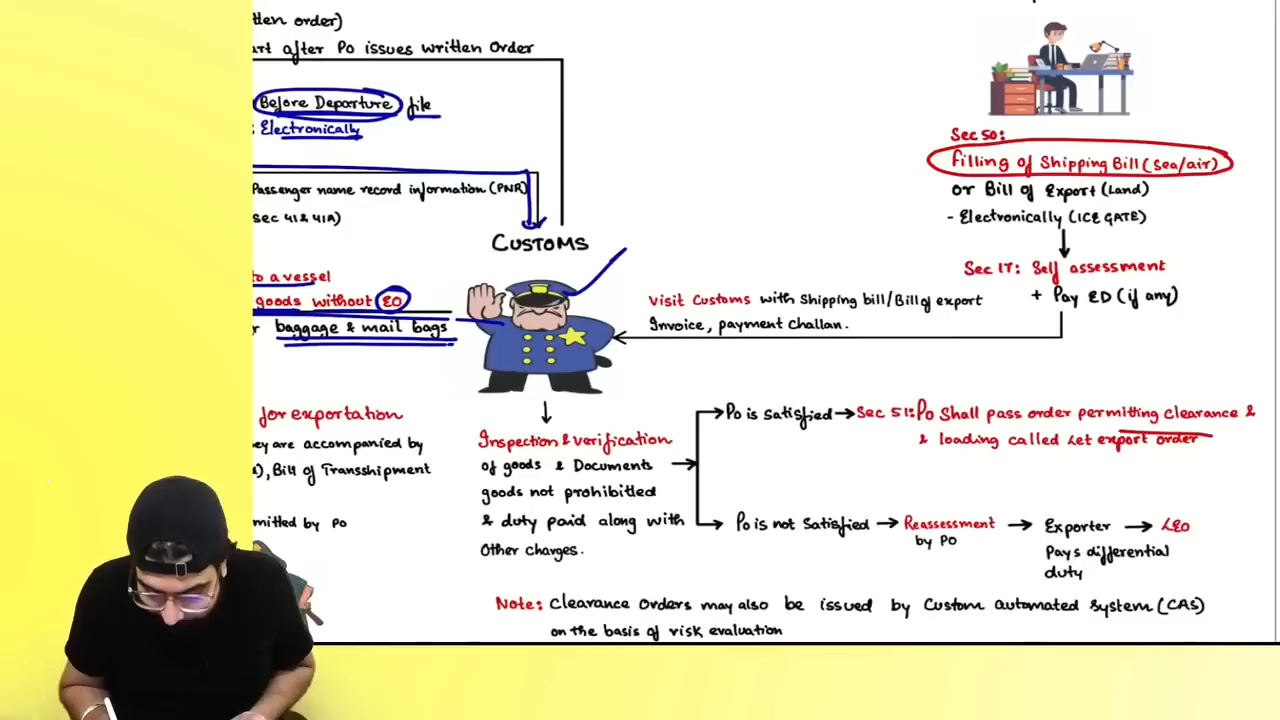 tten order)
art after Po issues written Order
Before Departure file
: Electronically
Passenger name record information (PNR)
sec 41 & 41A)
CUSTOMS
to a vessel
goods without EO
r baggage & mail bags
Sec 50:
filling of Shipping Bill (Sea/air)
or Bill of Export (Land)
- Electronically (ICE GATE)
Sec 17: Self assessment
+ Pay ED (if any)
Visit Customs with Shipping bill/Bill of export
Invoice, payment challan.
for exportation
ey are accompanied by
), Bill of Transshipment
mitted by PO
Inspection & verification
of goods & Documents
goods not prohibitled
& duty paid along with
Other charges.
Po is satisfied → Sec 51: Po Shall pass order permitting clearance &
& loading called Let export order
Po is not Satisfied → Reassessment → Exporter → LEO
by PO
Pays differential
duty
Note: Clearance Orders may also be issued by Custom automated system (CAS)
on the basis of risk evaluation